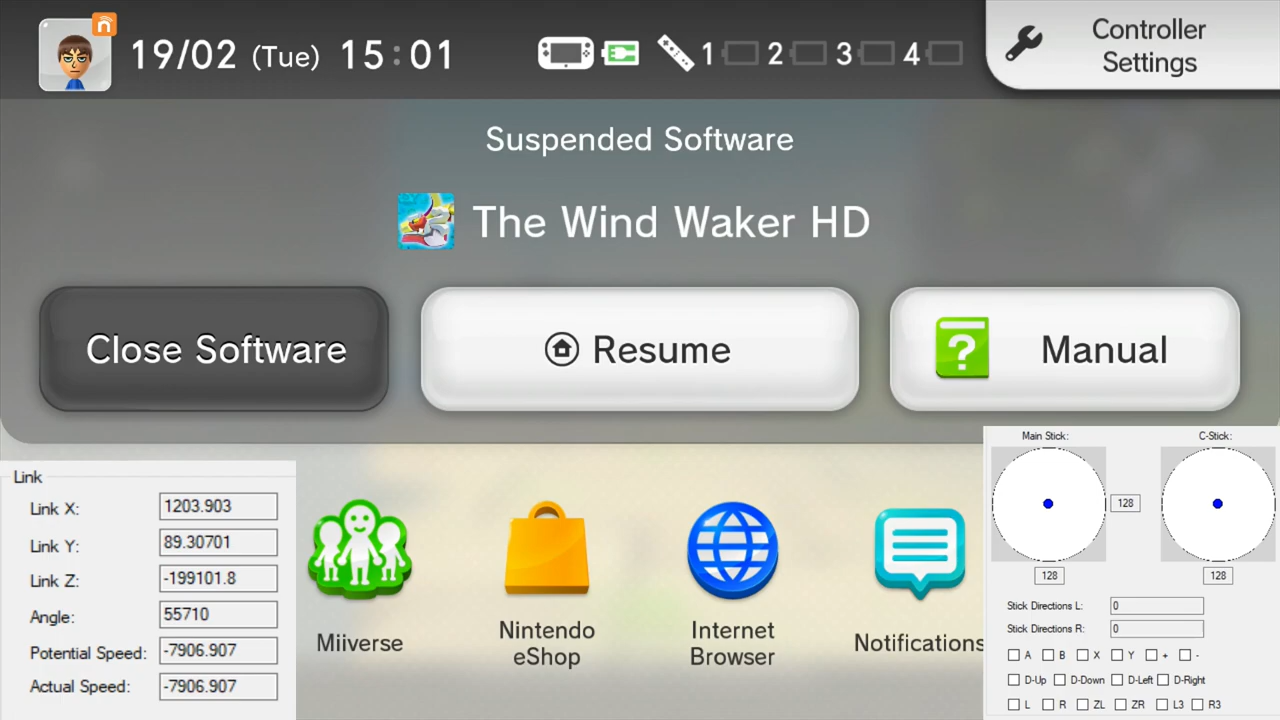 19/02 (Tue) 15:01
1 2 3 4
Controller
Settings
Suspended Software
The Wind Waker HD
Close Software
Resume
? Manual
Link
Link X: 1203.903
Link Y: 89.30701
Link Z: -199101.8
Angle: 55710
Potential Speed: -7906.907
Actual Speed: -7906.907
Miiverse
Nintendo
eShop
Internet
Browser
Notifications
Main Stick: C-Stick:
128
128 128
Stick Directions L: 0
Stick Directions R: 0
A B X Y + -
D-Up D-Down D-Left D-Right
L R ZL ZR L3 R3